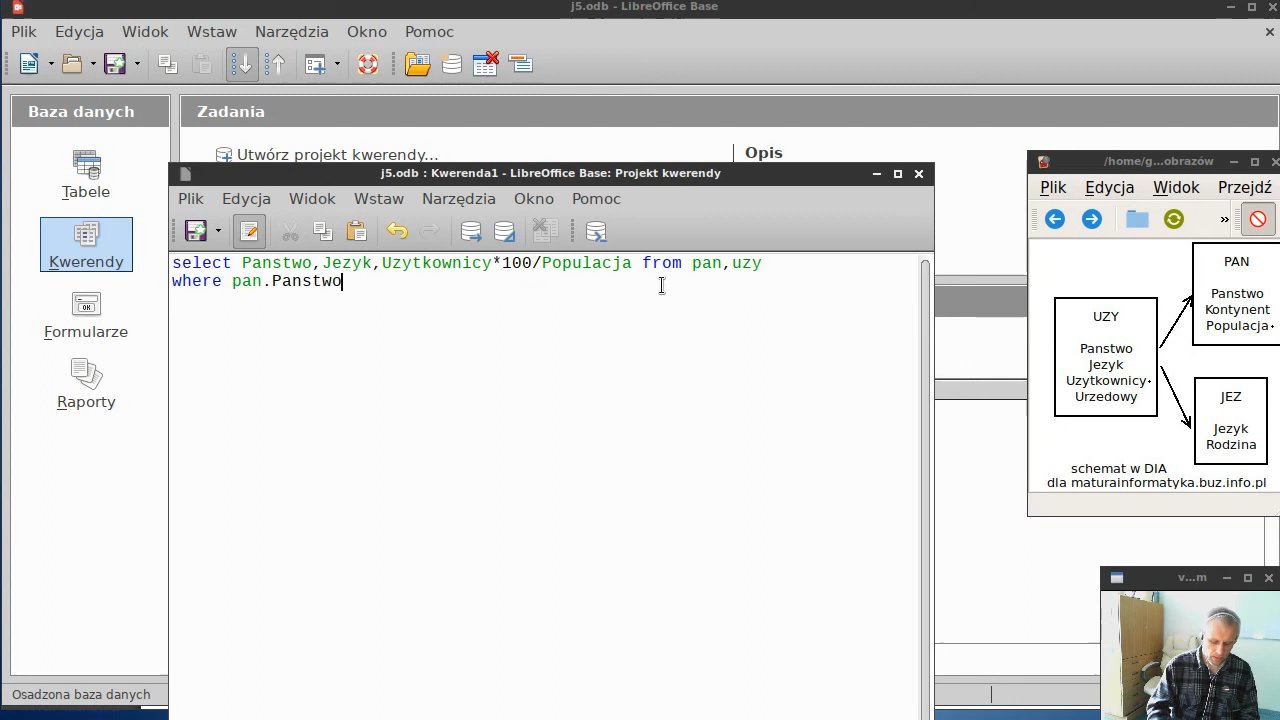 j5.odb - LibreOffice Base
Plik Edycja Widok Wstaw Narzędzia Okno Pomoc
Baza danych
Tabele
Kwerendy
Formularze
Raporty
Zadania
Utwórz projekt kwerendy...
Opis
j5.odb : Kwerenda1 - LibreOffice Base: Projekt kwerendy
Plik Edycja Widok Wstaw Narzędzia Okno Pomoc
select Panstwo,Jezyk,Uzytkownicy*100/Populacja from pan,uzy
where pan.Panstwo
/home/g...obrazów
Plik Edycja Widok Przejdź
»
UZY
Panstwo
Jezyk
Uzytkownicy
Urzedowy
PAN
Panstwo
Kontynent
Populacja
JEZ
Jezyk
Rodzina
schemat w DIA
dla maturainformatyka.buz.info.pl
v...m
Osadzona baza danych